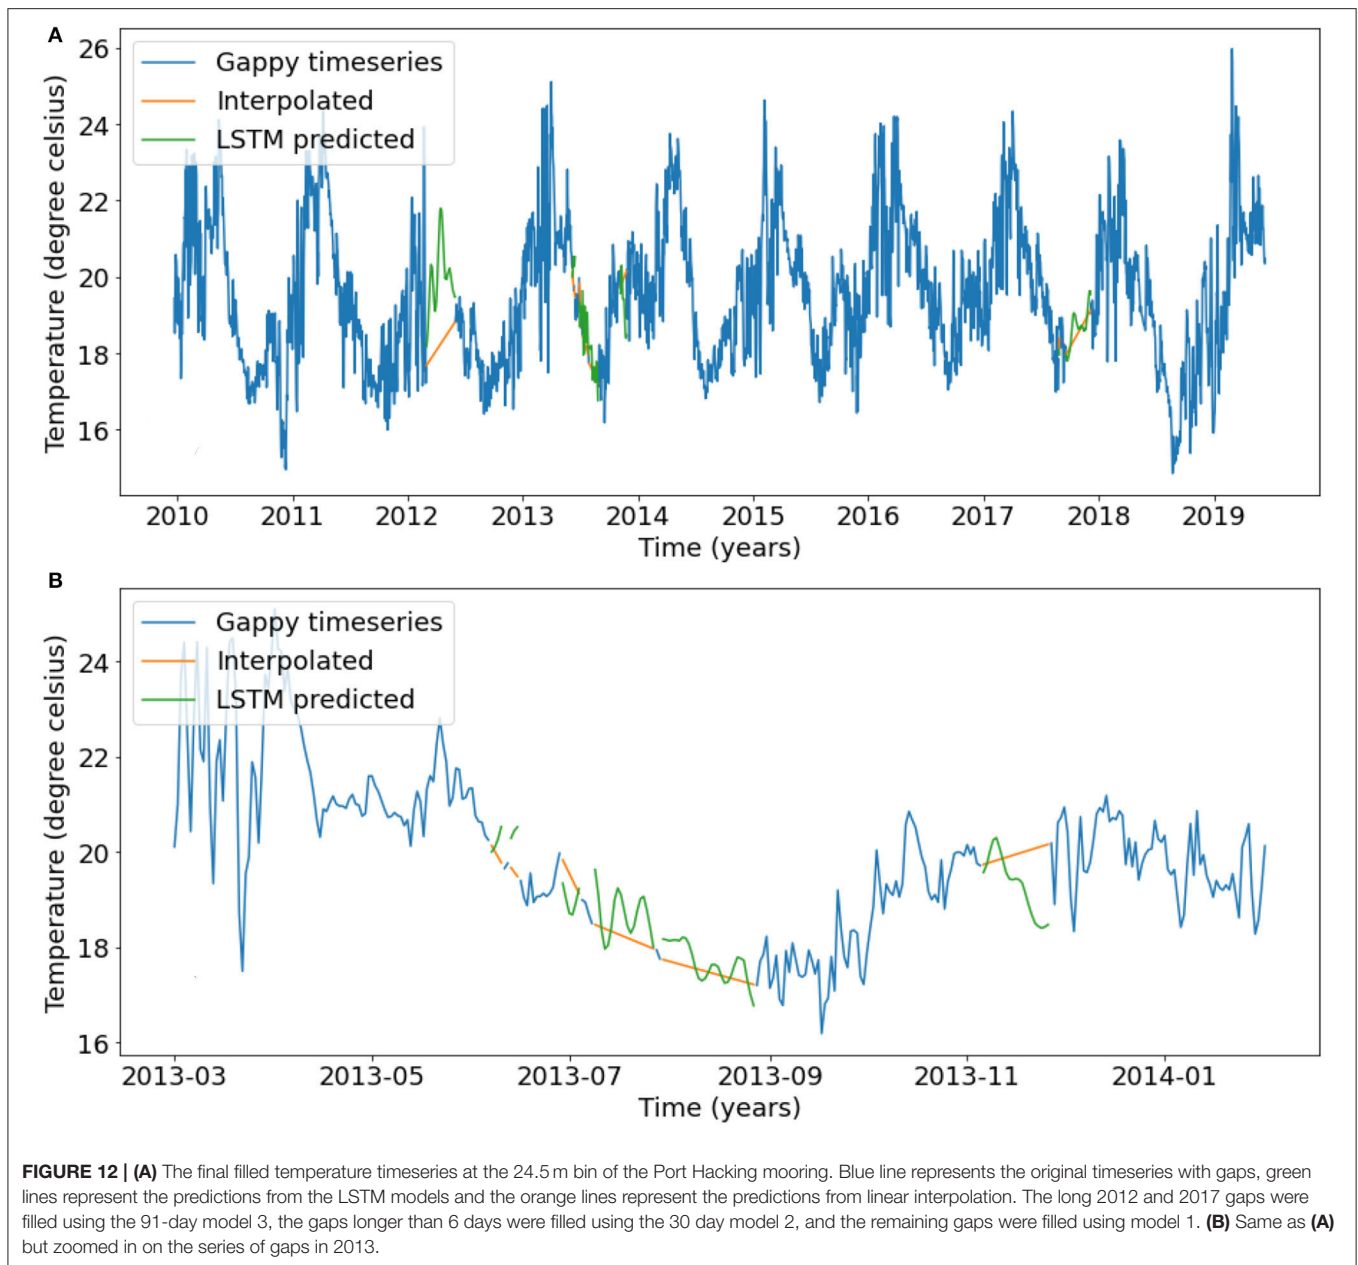 A
Gappy timeseries
Interpolated
LSTM predicted
Temperature (degree celsius)
26
24
22
20
18
16
2010 2011 2012 2013 2014 2015 2016 2017 2018 2019
Time (years)
B
Gappy timeseries
Interpolated
LSTM predicted
Temperature (degree celsius)
24
22
20
18
16
2013-03 2013-05 2013-07 2013-09 2013-11 2014-01
Time (years)
FIGURE 12 | (A) The final filled temperature timeseries at the 24.5 m bin of the Port Hacking mooring. Blue line represents the original timeseries with gaps, green
lines represent the predictions from the LSTM models and the orange lines represent the predictions from linear interpolation. The long 2012 and 2017 gaps were
filled using the 91-day model 3, the gaps longer than 6 days were filled using the 30 day model 2, and the remaining gaps were filled using model 1. (B) Same as (A)
but zoomed in on the series of gaps in 2013.